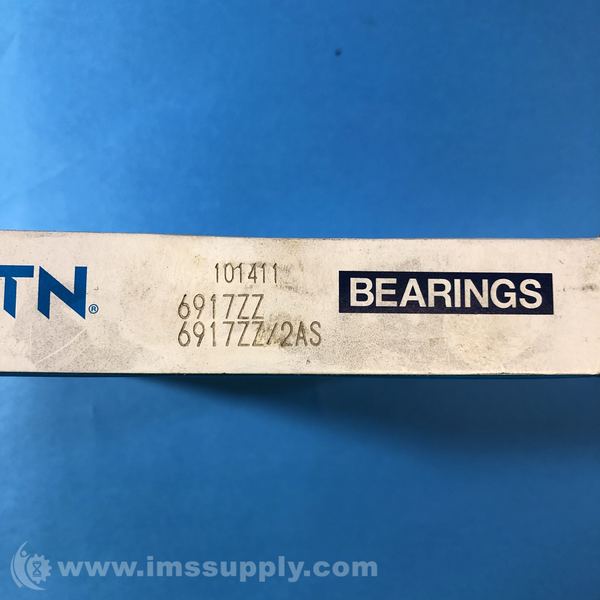 TN®
101411
6917ZZ
6917ZZ/2AS
BEARINGS
www.imssupply.com